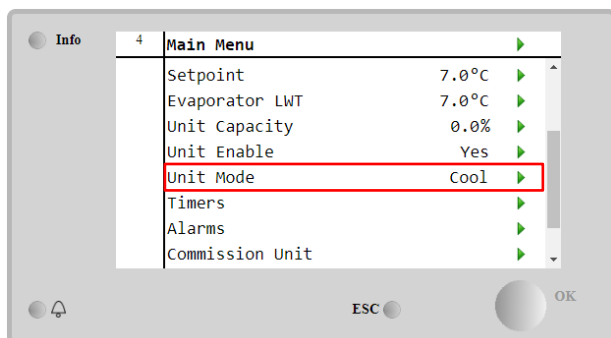 Info
4 Main Menu
Setpoint 7.0°C
Evaporator LWT 7.0°C
Unit Capacity 0.0%
Unit Enable Yes
Unit Mode Cool
Timers
Alarms
Commission Unit
ESC OK